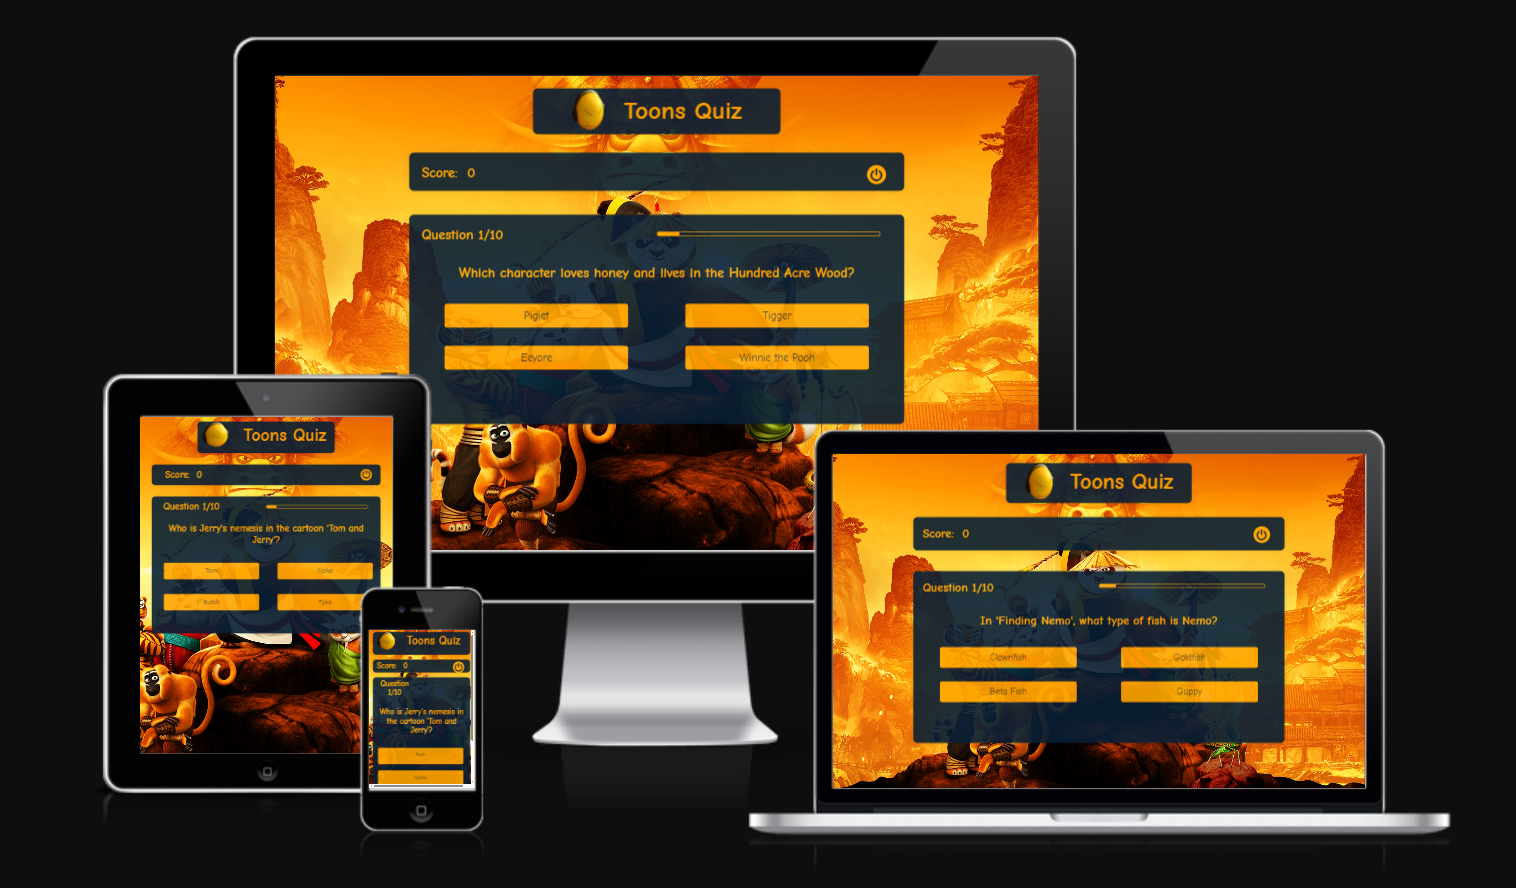 Toons Quiz
Score: 0
Question 1/10
Which character loves honey and lives in the Hundred Acre Wood?
Piglet
Tigger
Eeyore
Winnie the Pooh
Toons Quiz
Score: 0
Question 1/10
Who is Jerry's nemesis in the cartoon 'Tom and
Jerry'?
Tom
Spike
Butch
Tyke
Toons Quiz
Score: 0
Question
1/10
Who is Jerry's nemesis in
the cartoon 'Tom and
Jerry'?
Tom
Spike
Toons Quiz
Score: 0
Question 1/10
In 'Finding Nemo', what type of fish is Nemo?
Clownfish
Goldfish
Beta Fish
Guppy